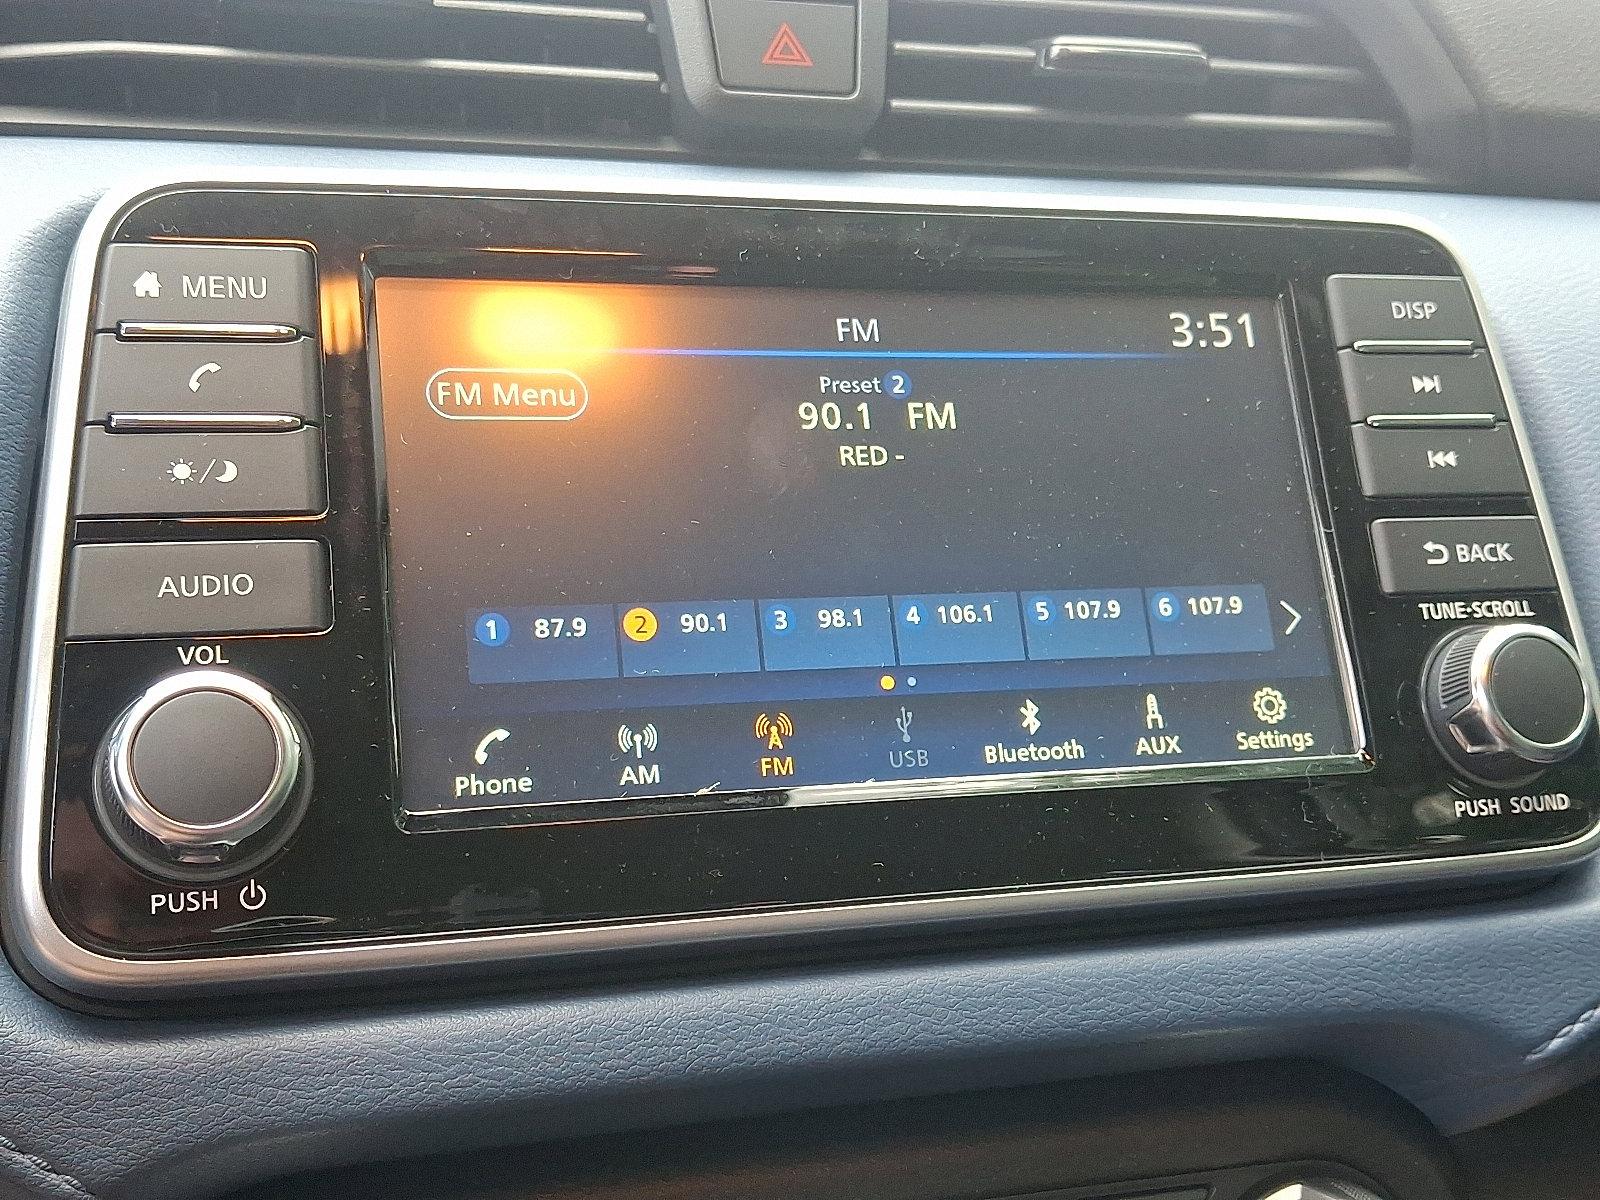 MENU
AUDIO
VOL
PUSH
FM
3:51
FM Menu
Preset 2
90.1 FM
RED -
1 87.9
2 90.1
3 98.1
4 106.1
5 107.9
6 107.9
Phone
AM
FM
USB
Bluetooth
AUX
Settings
DISP
BACK
TUNE·SCROLL
PUSH SOUND